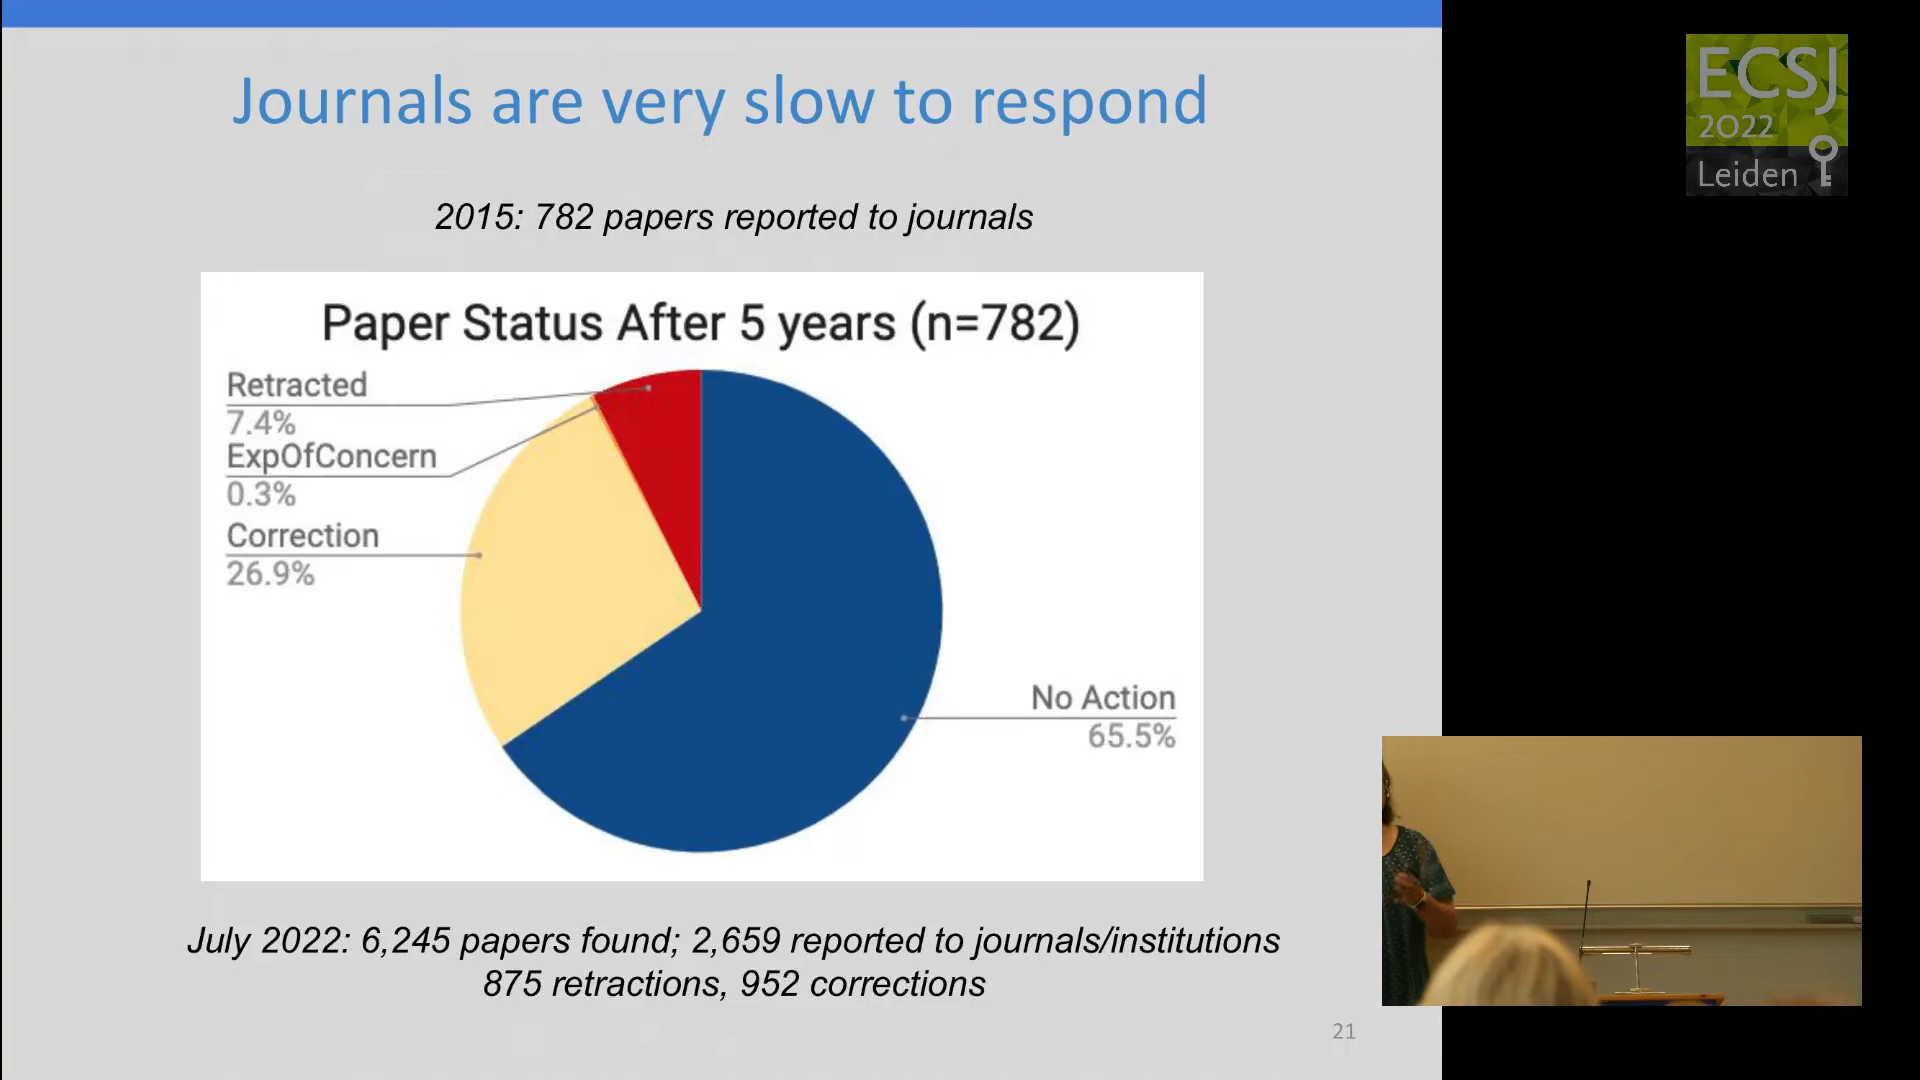 Journals are very slow to respond
2015: 782 papers reported to journals
Paper Status After 5 years (n=782)
Retracted
7.4%
ExpOfConcern
0.3%
Correction
26.9%
No Action
65.5%
July 2022: 6,245 papers found; 2,659 reported to journals/institutions
875 retractions, 952 corrections
21
ECSJ
2022
Leiden